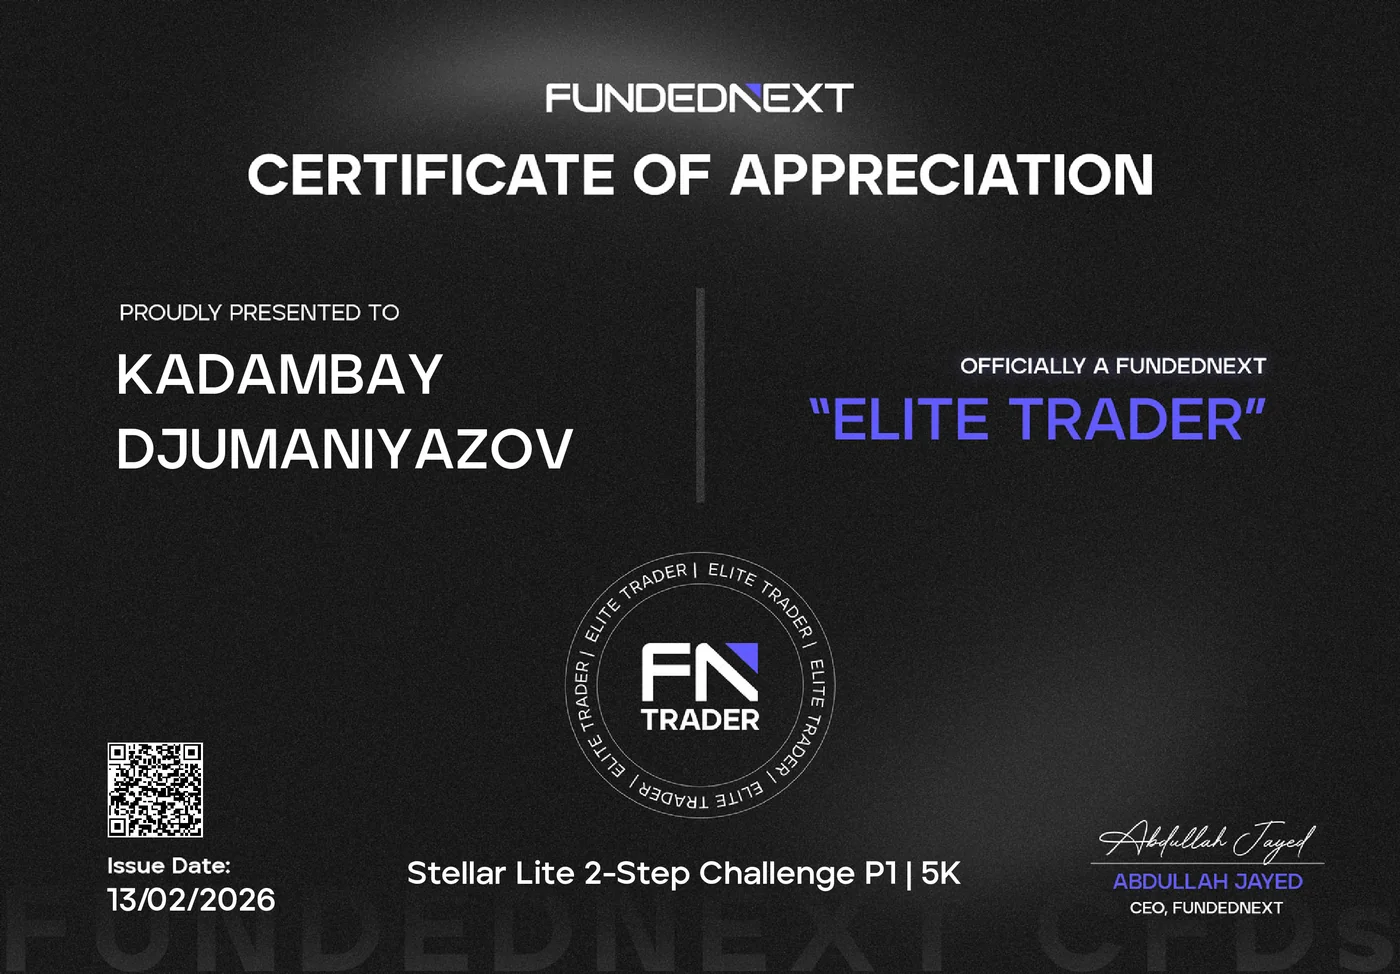 FUNDEDNEXT
CERTIFICATE OF APPRECIATION
PROUDLY PRESENTED TO
KADAMBAY
DJUMANIYAZOV
OFFICIALLY A FUNDEDNEXT
“ELITE TRADER”
ELITE TRADER | ELITE TRADER | ELITE TRADER | ELITE TRADER | ELITE TRADER | ELITE TRADER |
FN
TRADER
Issue Date:
13/02/2026
Stellar Lite 2-Step Challenge P1 | 5K
Abdullah Jayed
ABDULLAH JAYED
CEO, FUNDEDNEXT
FUNDEDNEXT CFDs